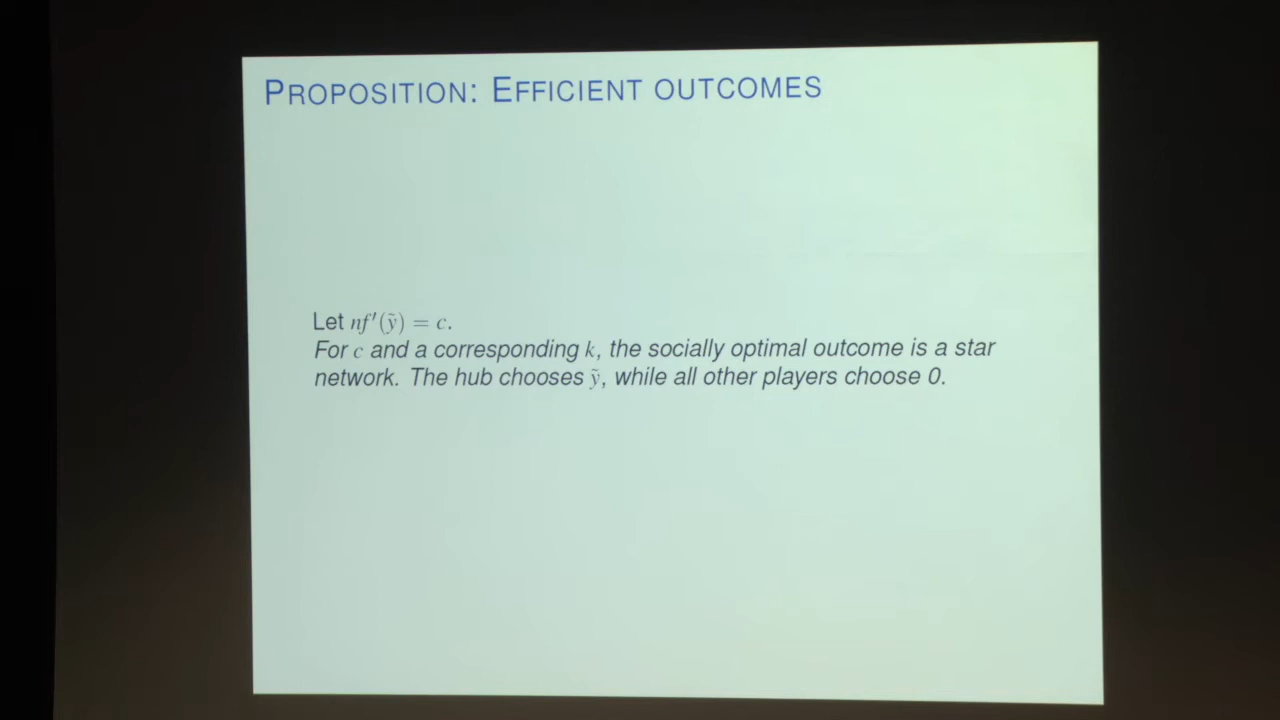 PROPOSITION: EFFICIENT OUTCOMES
Let nf′(ỹ) = c.
For c and a corresponding k, the socially optimal outcome is a star
network. The hub chooses ỹ, while all other players choose 0.